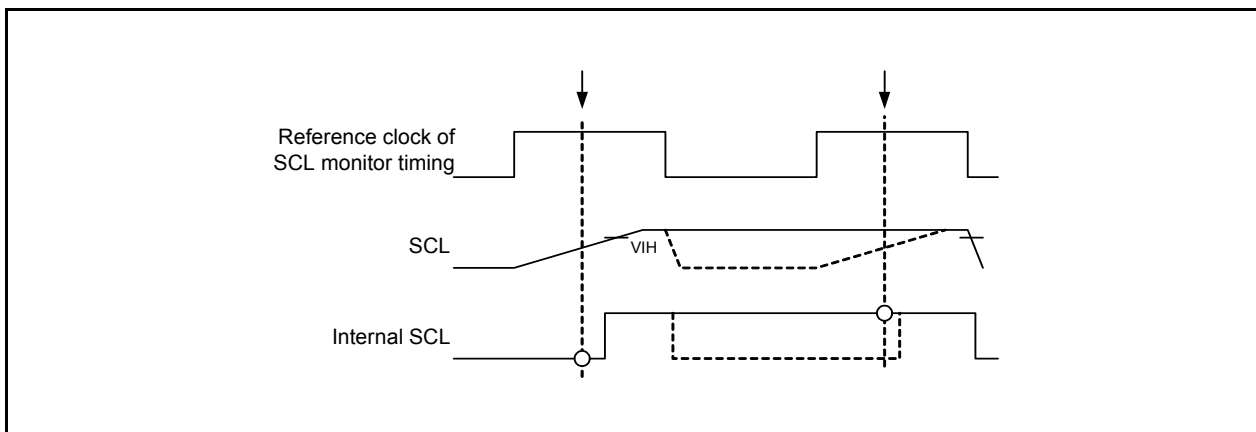 Reference clock of
SCL monitor timing
SCL
VIH
Internal SCL